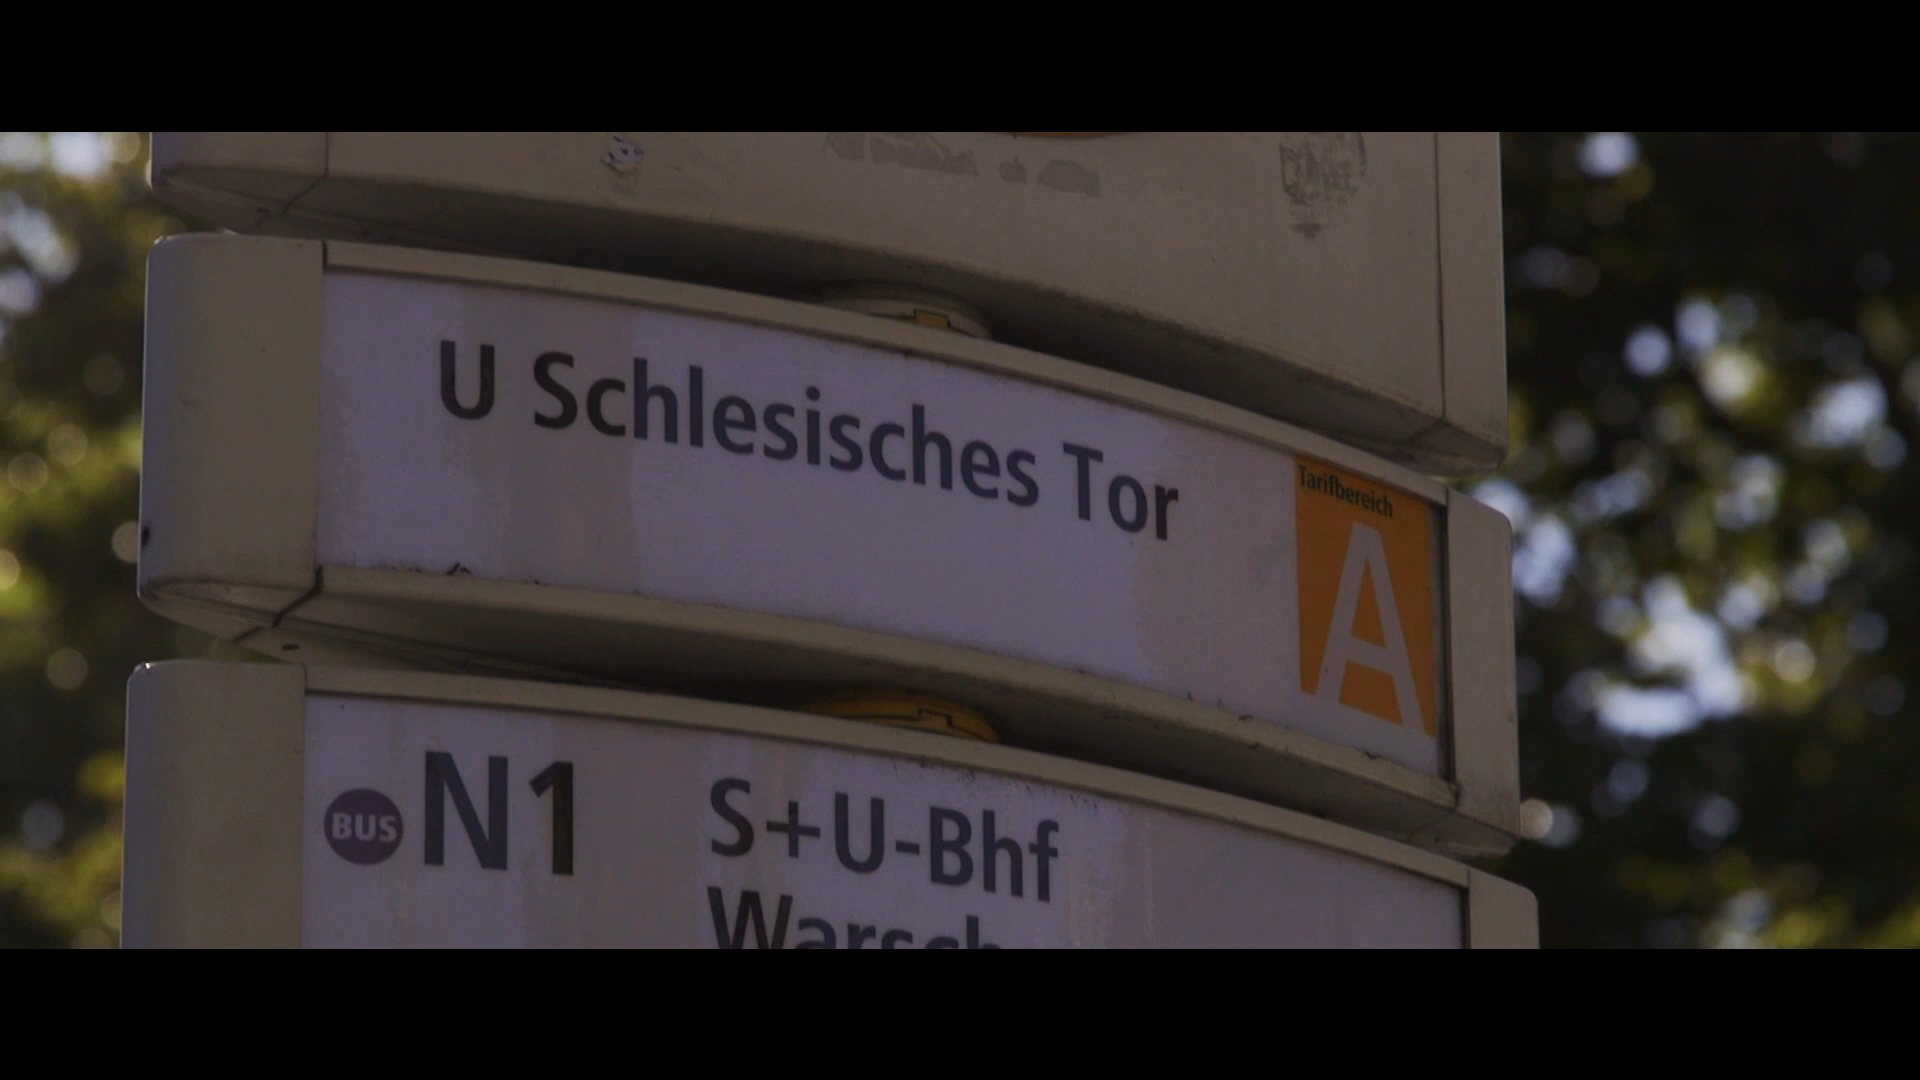 U Schlesisches Tor
Tarifbereich
A
BUS N1 S+U-Bhf